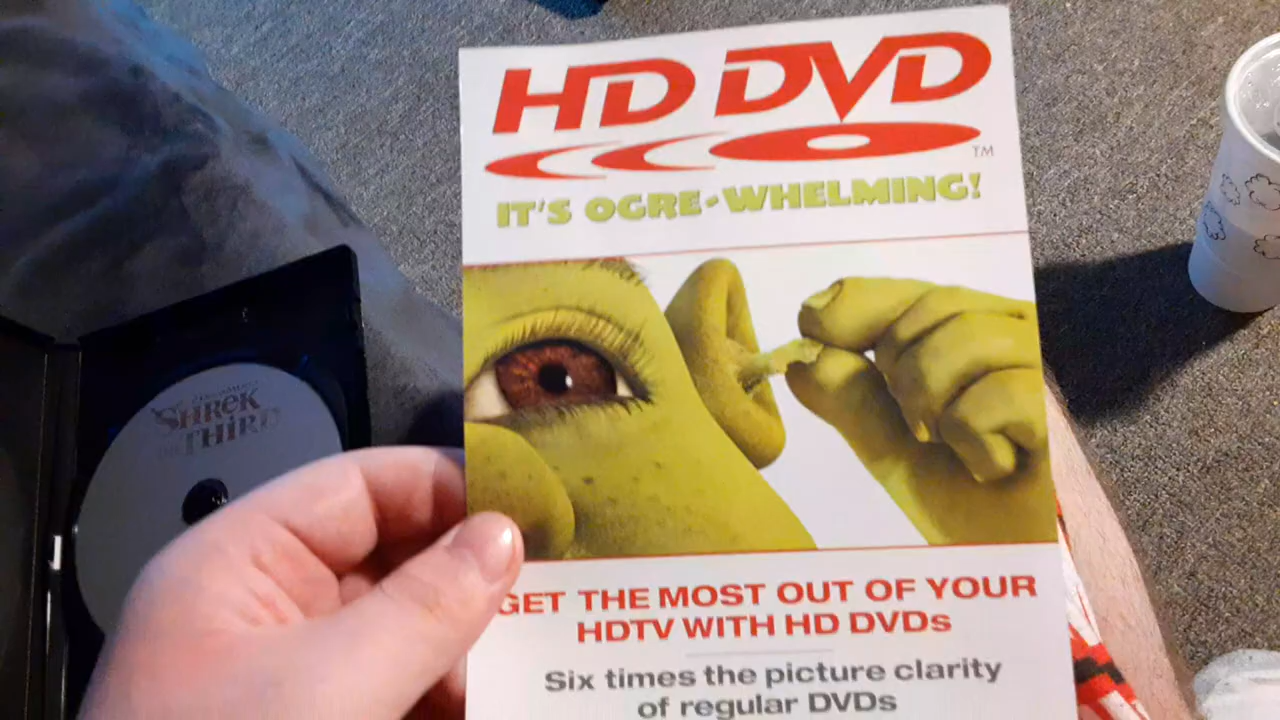 HD DVD
TM
IT'S OGRE-WHELMING!
GET THE MOST OUT OF YOUR
HDTV WITH HD DVDs
Six times the picture clarity
of regular DVDs
SHREK
THE THIRD